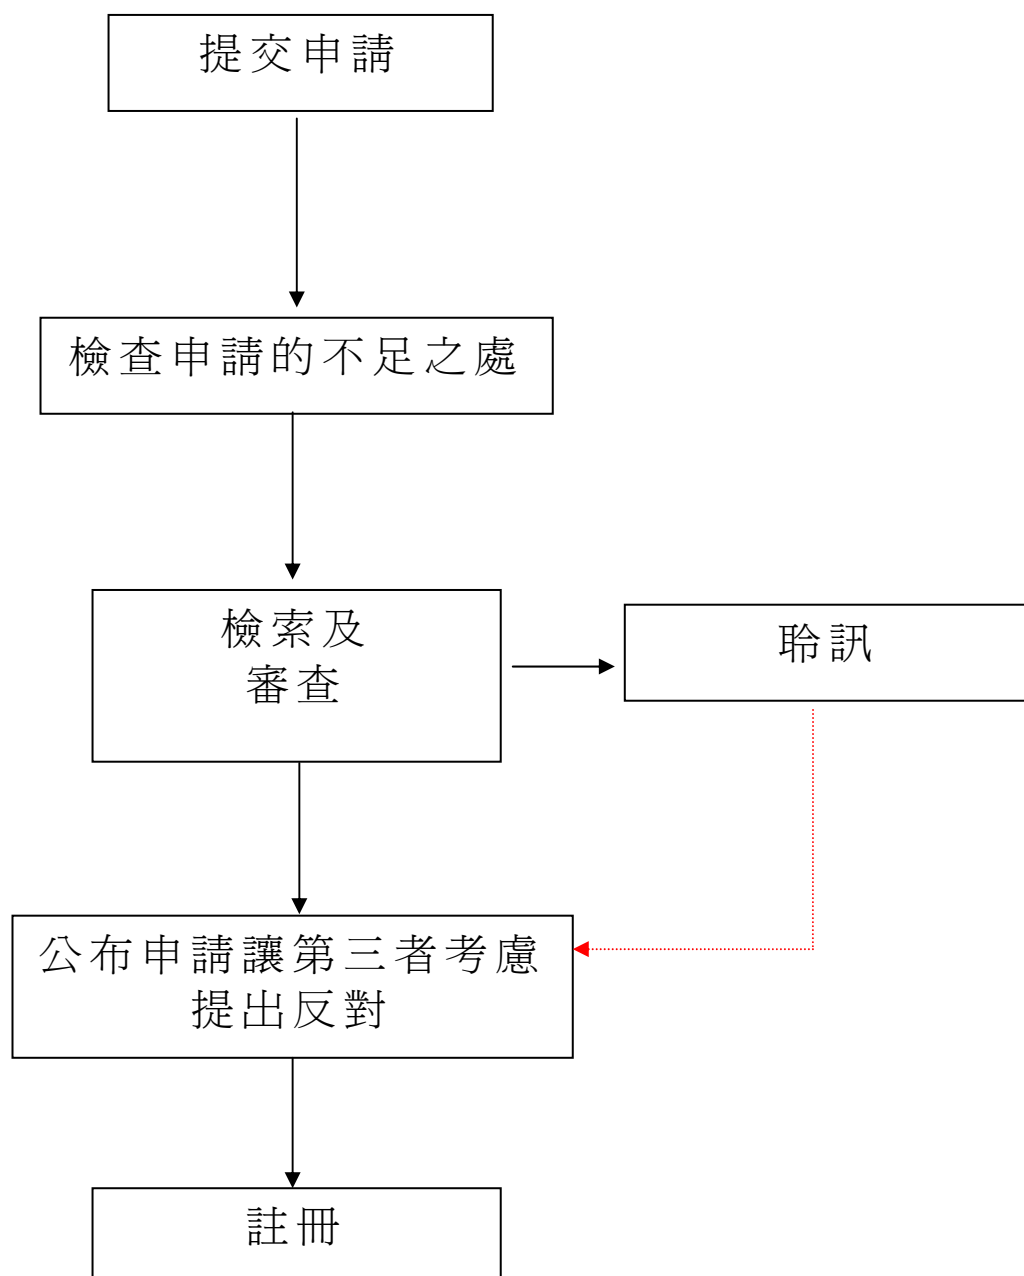 提交申請
檢查申請的不足之處
檢索及
審查
聆訊
公布申請讓第三者考慮
提出反對
註冊